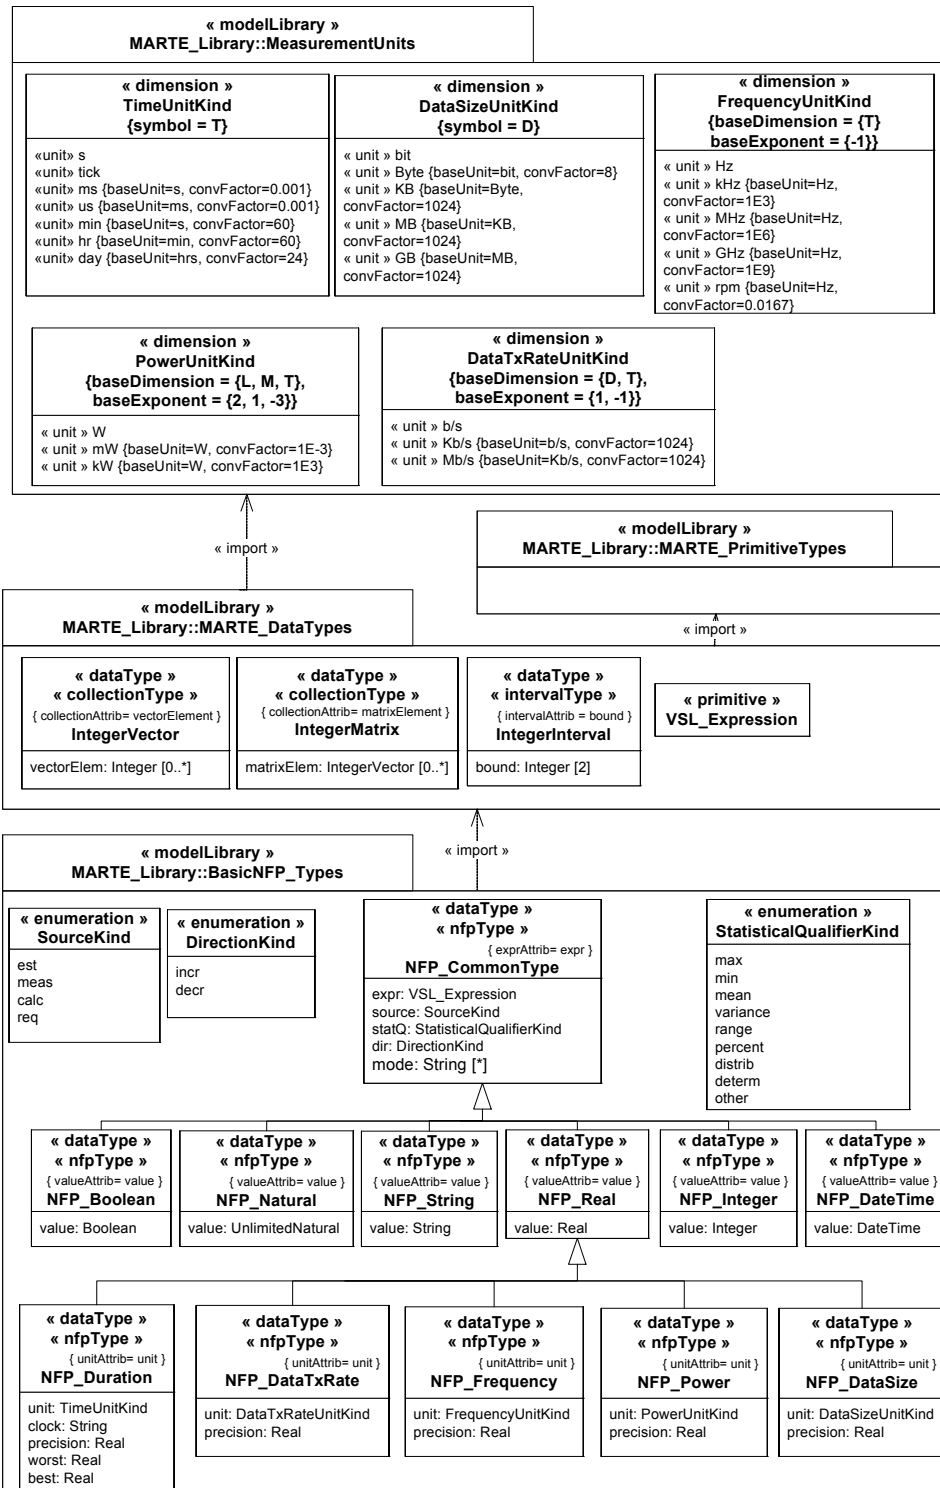 « modelLibrary »
MARTE_Library::MeasurementUnits
« dimension »
TimeUnitKind
{symbol = T}
«unit» s
«unit» tick
«unit» ms {baseUnit=s, convFactor=0.001}
«unit» us {baseUnit=ms, convFactor=0.001}
«unit» min {baseUnit=s, convFactor=60}
«unit» hr {baseUnit=min, convFactor=60}
«unit» day {baseUnit=hrs, convFactor=24}
« dimension »
DataSizeUnitKind
{symbol = D}
« unit » bit
« unit » Byte {baseUnit=bit, convFactor=8}
« unit » KB {baseUnit=Byte,
convFactor=1024}
« unit » MB {baseUnit=KB,
convFactor=1024}
« unit » GB {baseUnit=MB,
convFactor=1024}
« dimension »
FrequencyUnitKind
{baseDimension = {T}
baseExponent = {-1}}
« unit » Hz
« unit » kHz {baseUnit=Hz,
convFactor=1E3}
« unit » MHz {baseUnit=Hz,
convFactor=1E6}
« unit » GHz {baseUnit=Hz,
convFactor=1E9}
« unit » rpm {baseUnit=Hz,
convFactor=0.0167}
« dimension »
PowerUnitKind
{baseDimension = {L, M, T},
baseExponent = {2, 1, -3}}
« unit » W
« unit » mW {baseUnit=W, convFactor=1E-3}
« unit » kW {baseUnit=W, convFactor=1E3}
« dimension »
DataTxRateUnitKind
{baseDimension = {D, T},
baseExponent = {1, -1}}
« unit » b/s
« unit » Kb/s {baseUnit=b/s, convFactor=1024}
« unit » Mb/s {baseUnit=Kb/s, convFactor=1024}
« import »
« modelLibrary »
MARTE_Library::MARTE_PrimitiveTypes
« import »
« modelLibrary »
MARTE_Library::MARTE_DataTypes
« dataType »
« collectionType »
{ collectionAttrib= vectorElement }
IntegerVector
vectorElem: Integer [0..*]
« dataType »
« collectionType »
{ collectionAttrib= matrixElement }
IntegerMatrix
matrixElem: IntegerVector [0..*]
« dataType »
« intervalType »
{ intervalAttrib = bound }
IntegerInterval
bound: Integer [2]
« primitive »
VSL_Expression
« import »
« modelLibrary »
MARTE_Library::BasicNFP_Types
« enumeration »
SourceKind
est
meas
calc
req
« enumeration »
DirectionKind
incr
decr
« dataType »
« nfpType »
{ exprAttrib= expr }
NFP_CommonType
expr: VSL_Expression
source: SourceKind
statQ: StatisticalQualifierKind
dir: DirectionKind
mode: String [*]
« enumeration »
StatisticalQualifierKind
max
min
mean
variance
range
percent
distrib
determ
other
« dataType »
« nfpType »
{ valueAttrib= value }
NFP_Boolean
value: Boolean
« dataType »
« nfpType »
{ valueAttrib= value }
NFP_Natural
value: UnlimitedNatural
« dataType »
« nfpType »
{ valueAttrib= value }
NFP_String
value: String
« dataType »
« nfpType »
{ valueAttrib= value }
NFP_Real
value: Real
« dataType »
« nfpType »
{ valueAttrib= value }
NFP_Integer
value: Integer
« dataType »
« nfpType »
{ valueAttrib= value }
NFP_DateTime
value: DateTime
« dataType »
« nfpType »
{ unitAttrib= unit }
NFP_Duration
unit: TimeUnitKind
clock: String
precision: Real
worst: Real
best: Real
« dataType »
« nfpType »
{ unitAttrib= unit }
NFP_DataTxRate
unit: DataTxRateUnitKind
precision: Real
« dataType »
« nfpType »
{ unitAttrib= unit }
NFP_Frequency
unit: FrequencyUnitKind
precision: Real
« dataType »
« nfpType »
{ unitAttrib= unit }
NFP_Power
unit: PowerUnitKind
precision: Real
« dataType »
« nfpType »
{ unitAttrib= unit }
NFP_DataSize
unit: DataSizeUnitKind
precision: Real